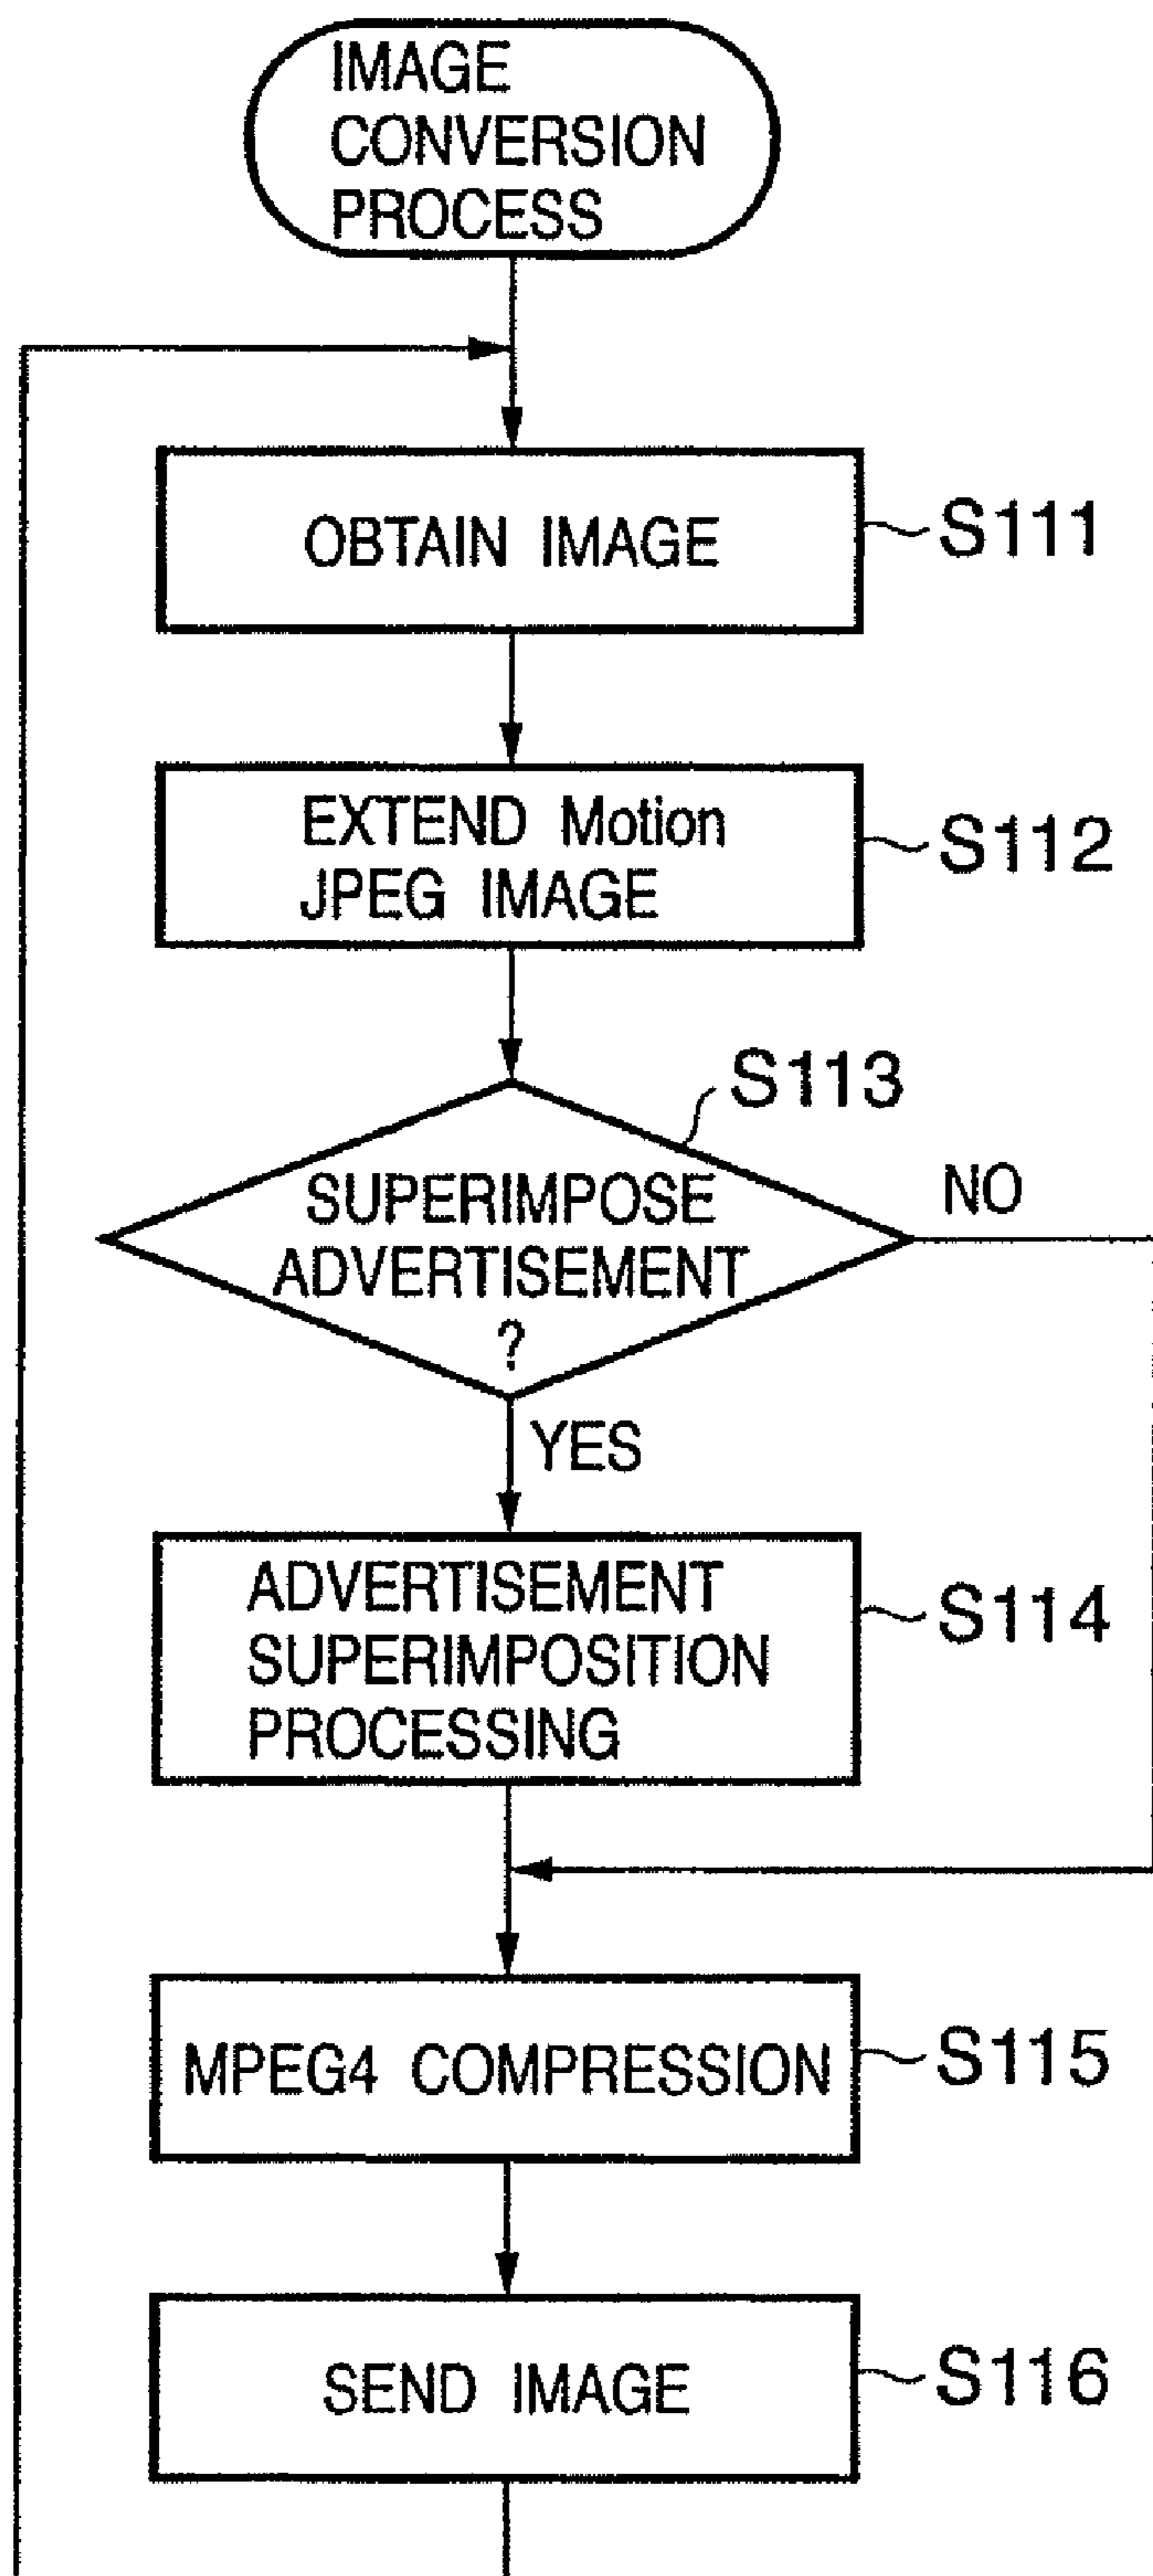 IMAGE
CONVERSION
PROCESS
OBTAIN IMAGE
S111
EXTEND Motion
JPEG IMAGE
S112
S113
SUPERIMPOSE
ADVERTISEMENT
?
NO
YES
ADVERTISEMENT
SUPERIMPOSITION
PROCESSING
S114
MPEG4 COMPRESSION
S115
SEND IMAGE
S116